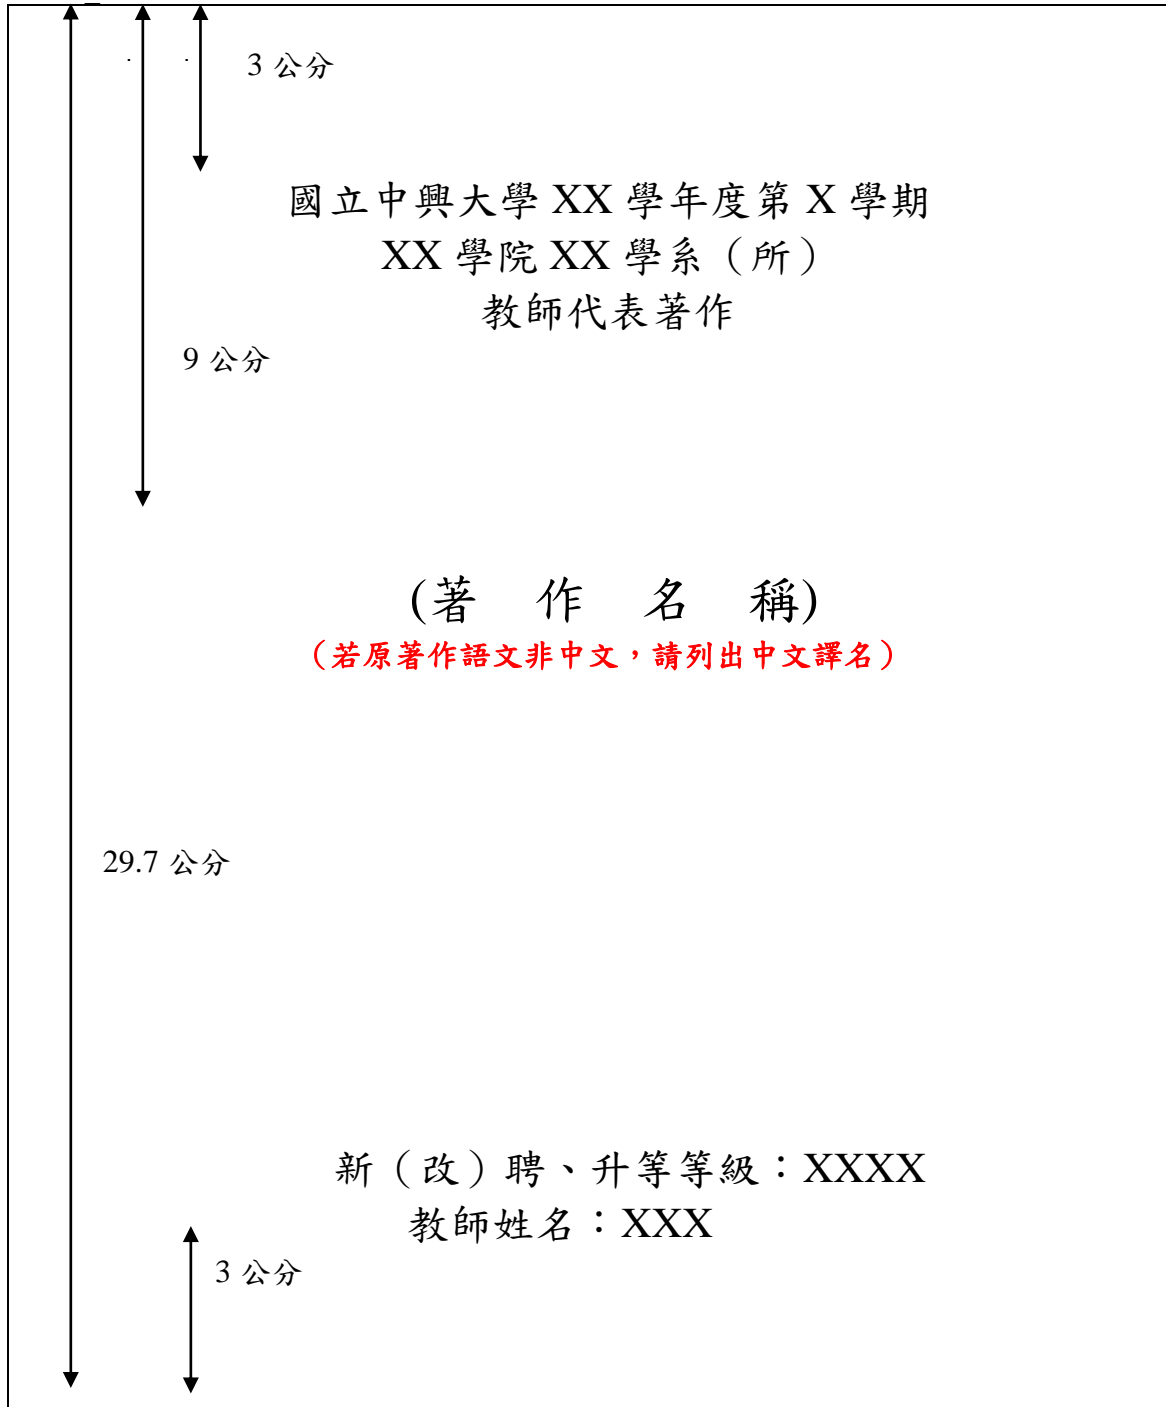 3 公分
國立中興大學 XX 學年度第 X 學期
XX 學院 XX 學系（所）
教師代表著作
9 公分
(著 作 名 稱)
（若原著作語文非中文，請列出中文譯名）
29.7 公分
新（改）聘、升等等級：XXXX
教師姓名：XXX
3 公分